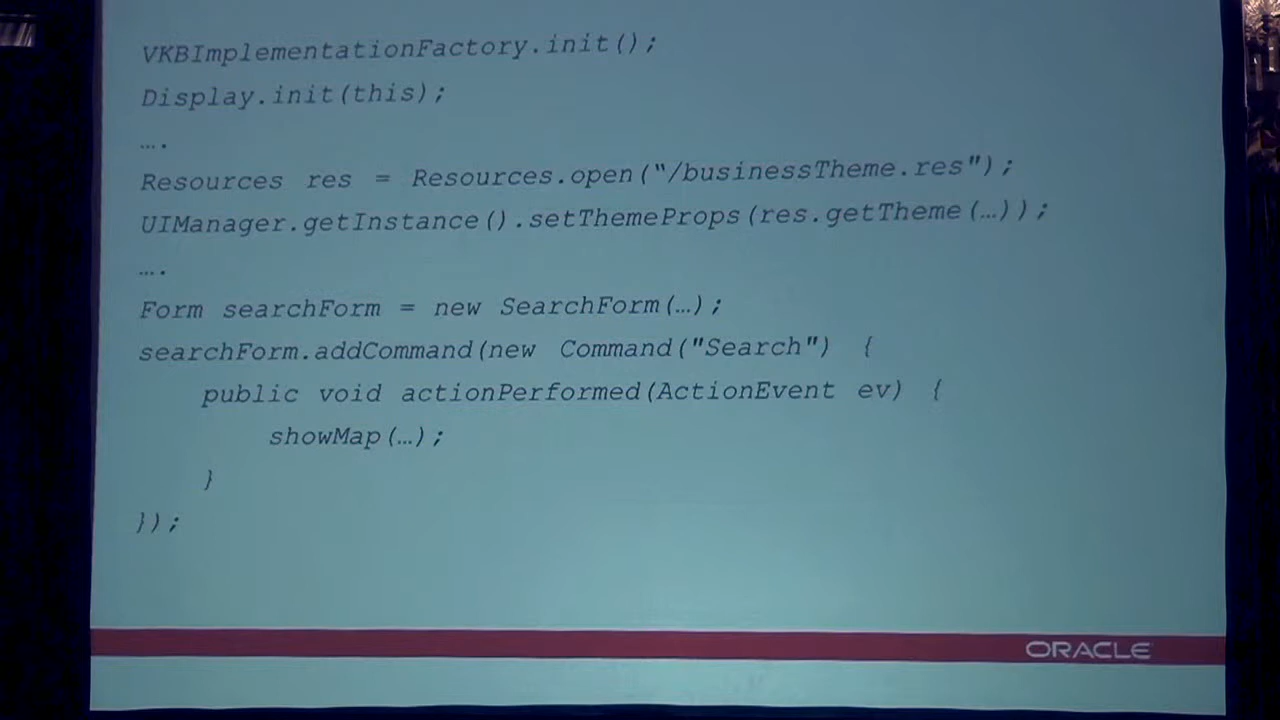 VKBImplementationFactory.init();
Display.init(this);
….
Resources res = Resources.open("/businessTheme.res");
UIManager.getInstance().setThemeProps(res.getTheme(…));
….
Form searchForm = new SearchForm(…);
searchForm.addCommand(new Command("Search") {
public void actionPerformed(ActionEvent ev) {
showMap(…);
}
});
ORACLE